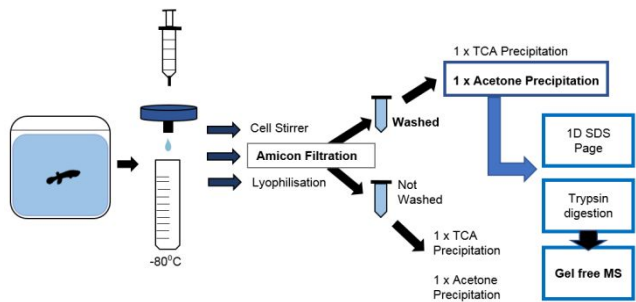 1 x TCA Precipitation
1 x Acetone Precipitation
Cell Stirrer
Washed
1D SDS
Page
Amicon Filtration
Lyophilisation
Not
Washed
Trypsin
digestion
1 x TCA
Precipitation
-80⁰C
Gel free MS
1 x Acetone
Precipitation